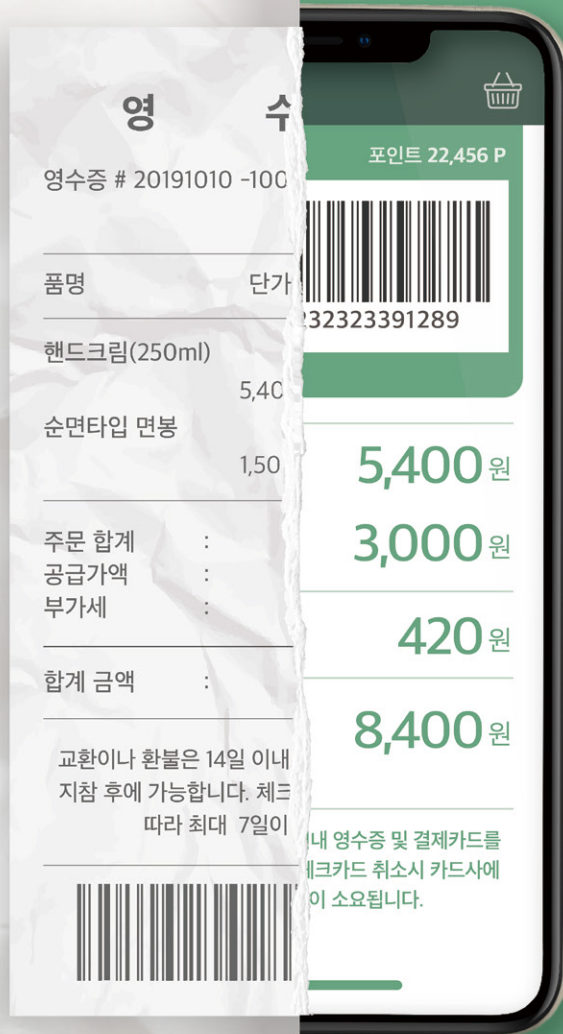 영 수
영수증 # 20191010 -100
품명 단가
핸드크림(250ml)
5,40
순면타입 면봉
1,50
주문 합계 :
공급가액 :
부가세 :
합계 금액 :
교환이나 환불은 14일 이내
지참 후에 가능합니다. 체크
따라 최대 7일이
포인트 22,456 P
232323391289
5,400 원
3,000 원
420 원
8,400 원
내 영수증 및 결제카드를
체크카드 취소시 카드사에
이 소요됩니다.